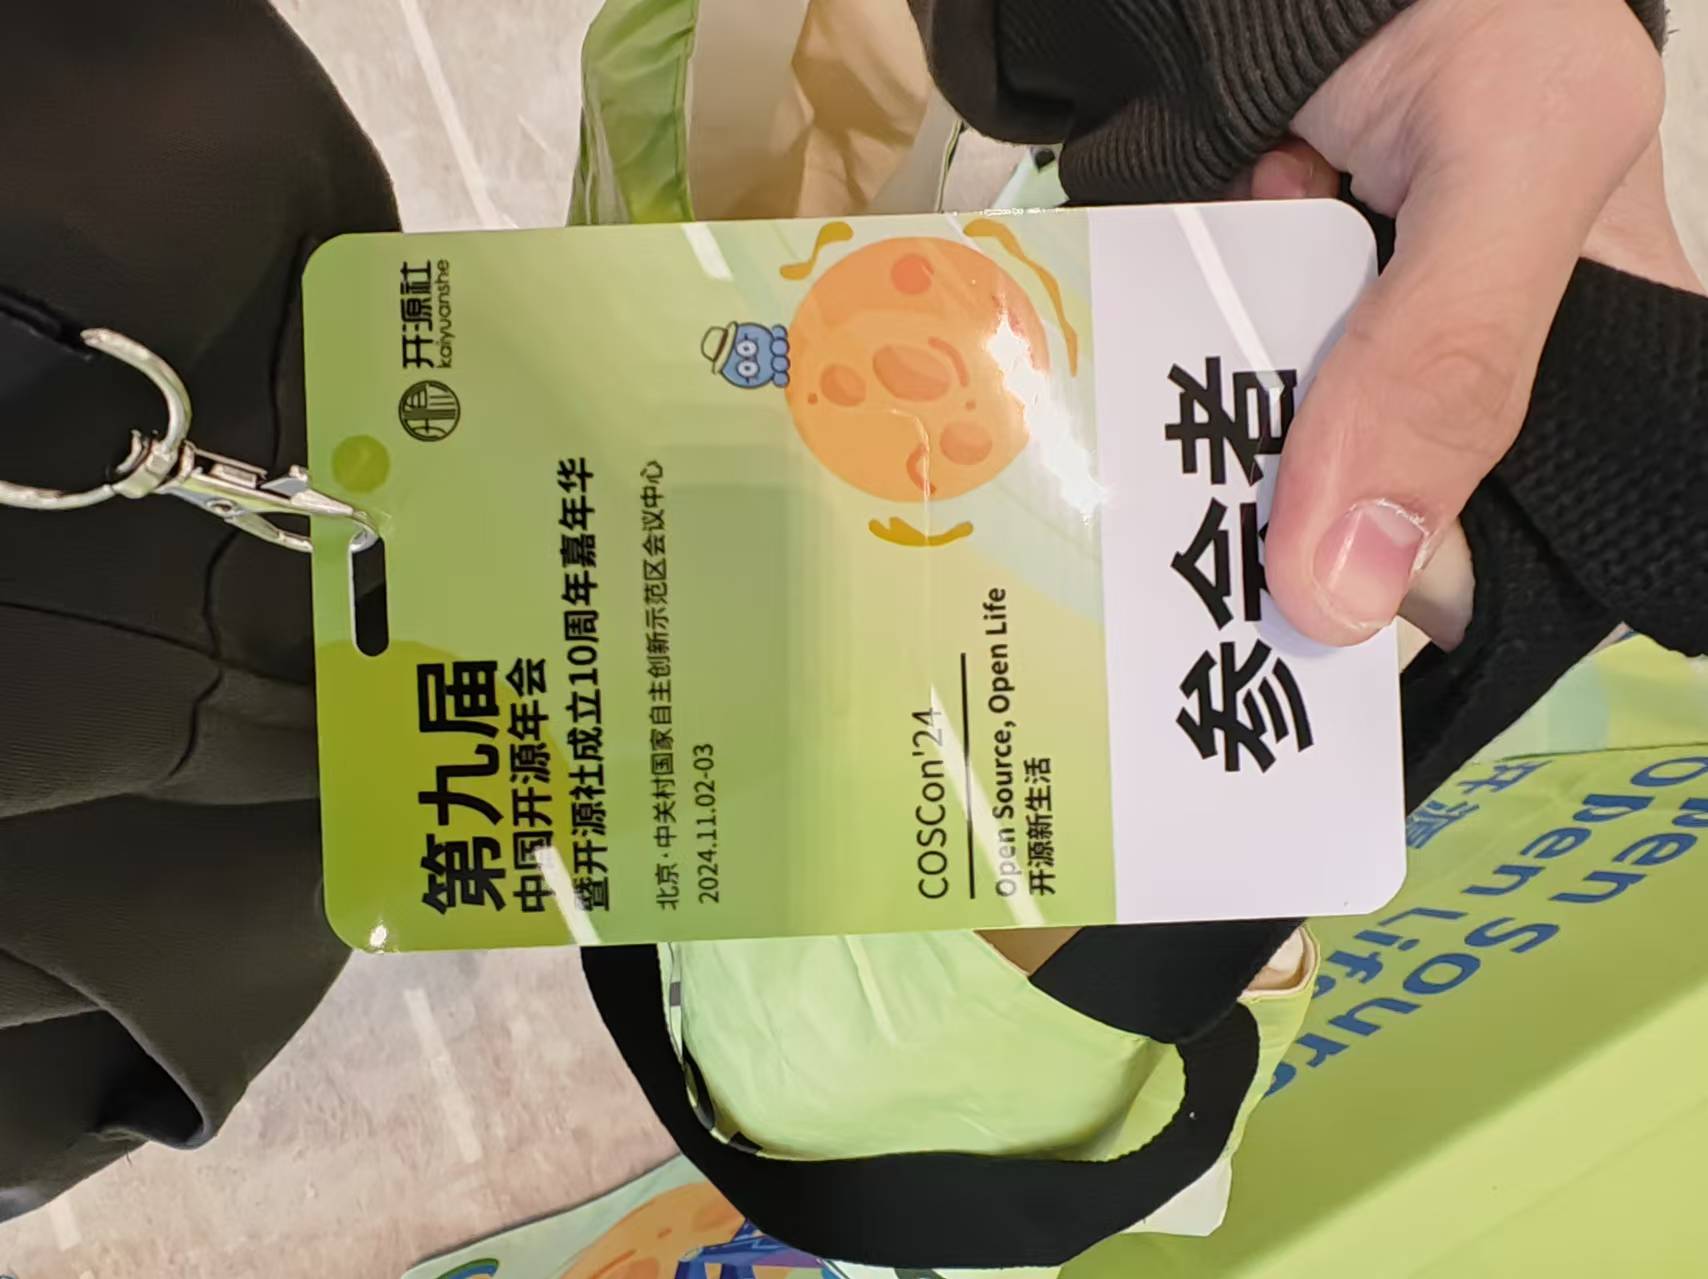 开源社
kaiyuanshe
第九届
中国开源年会
暨开源社成立10周年嘉年华
北京·中关村国家自主创新示范区会议中心
2024.11.02-03
COSCon'24
Open Source, Open Life
开源新生活
参会者
Open Source
Open Life
开源